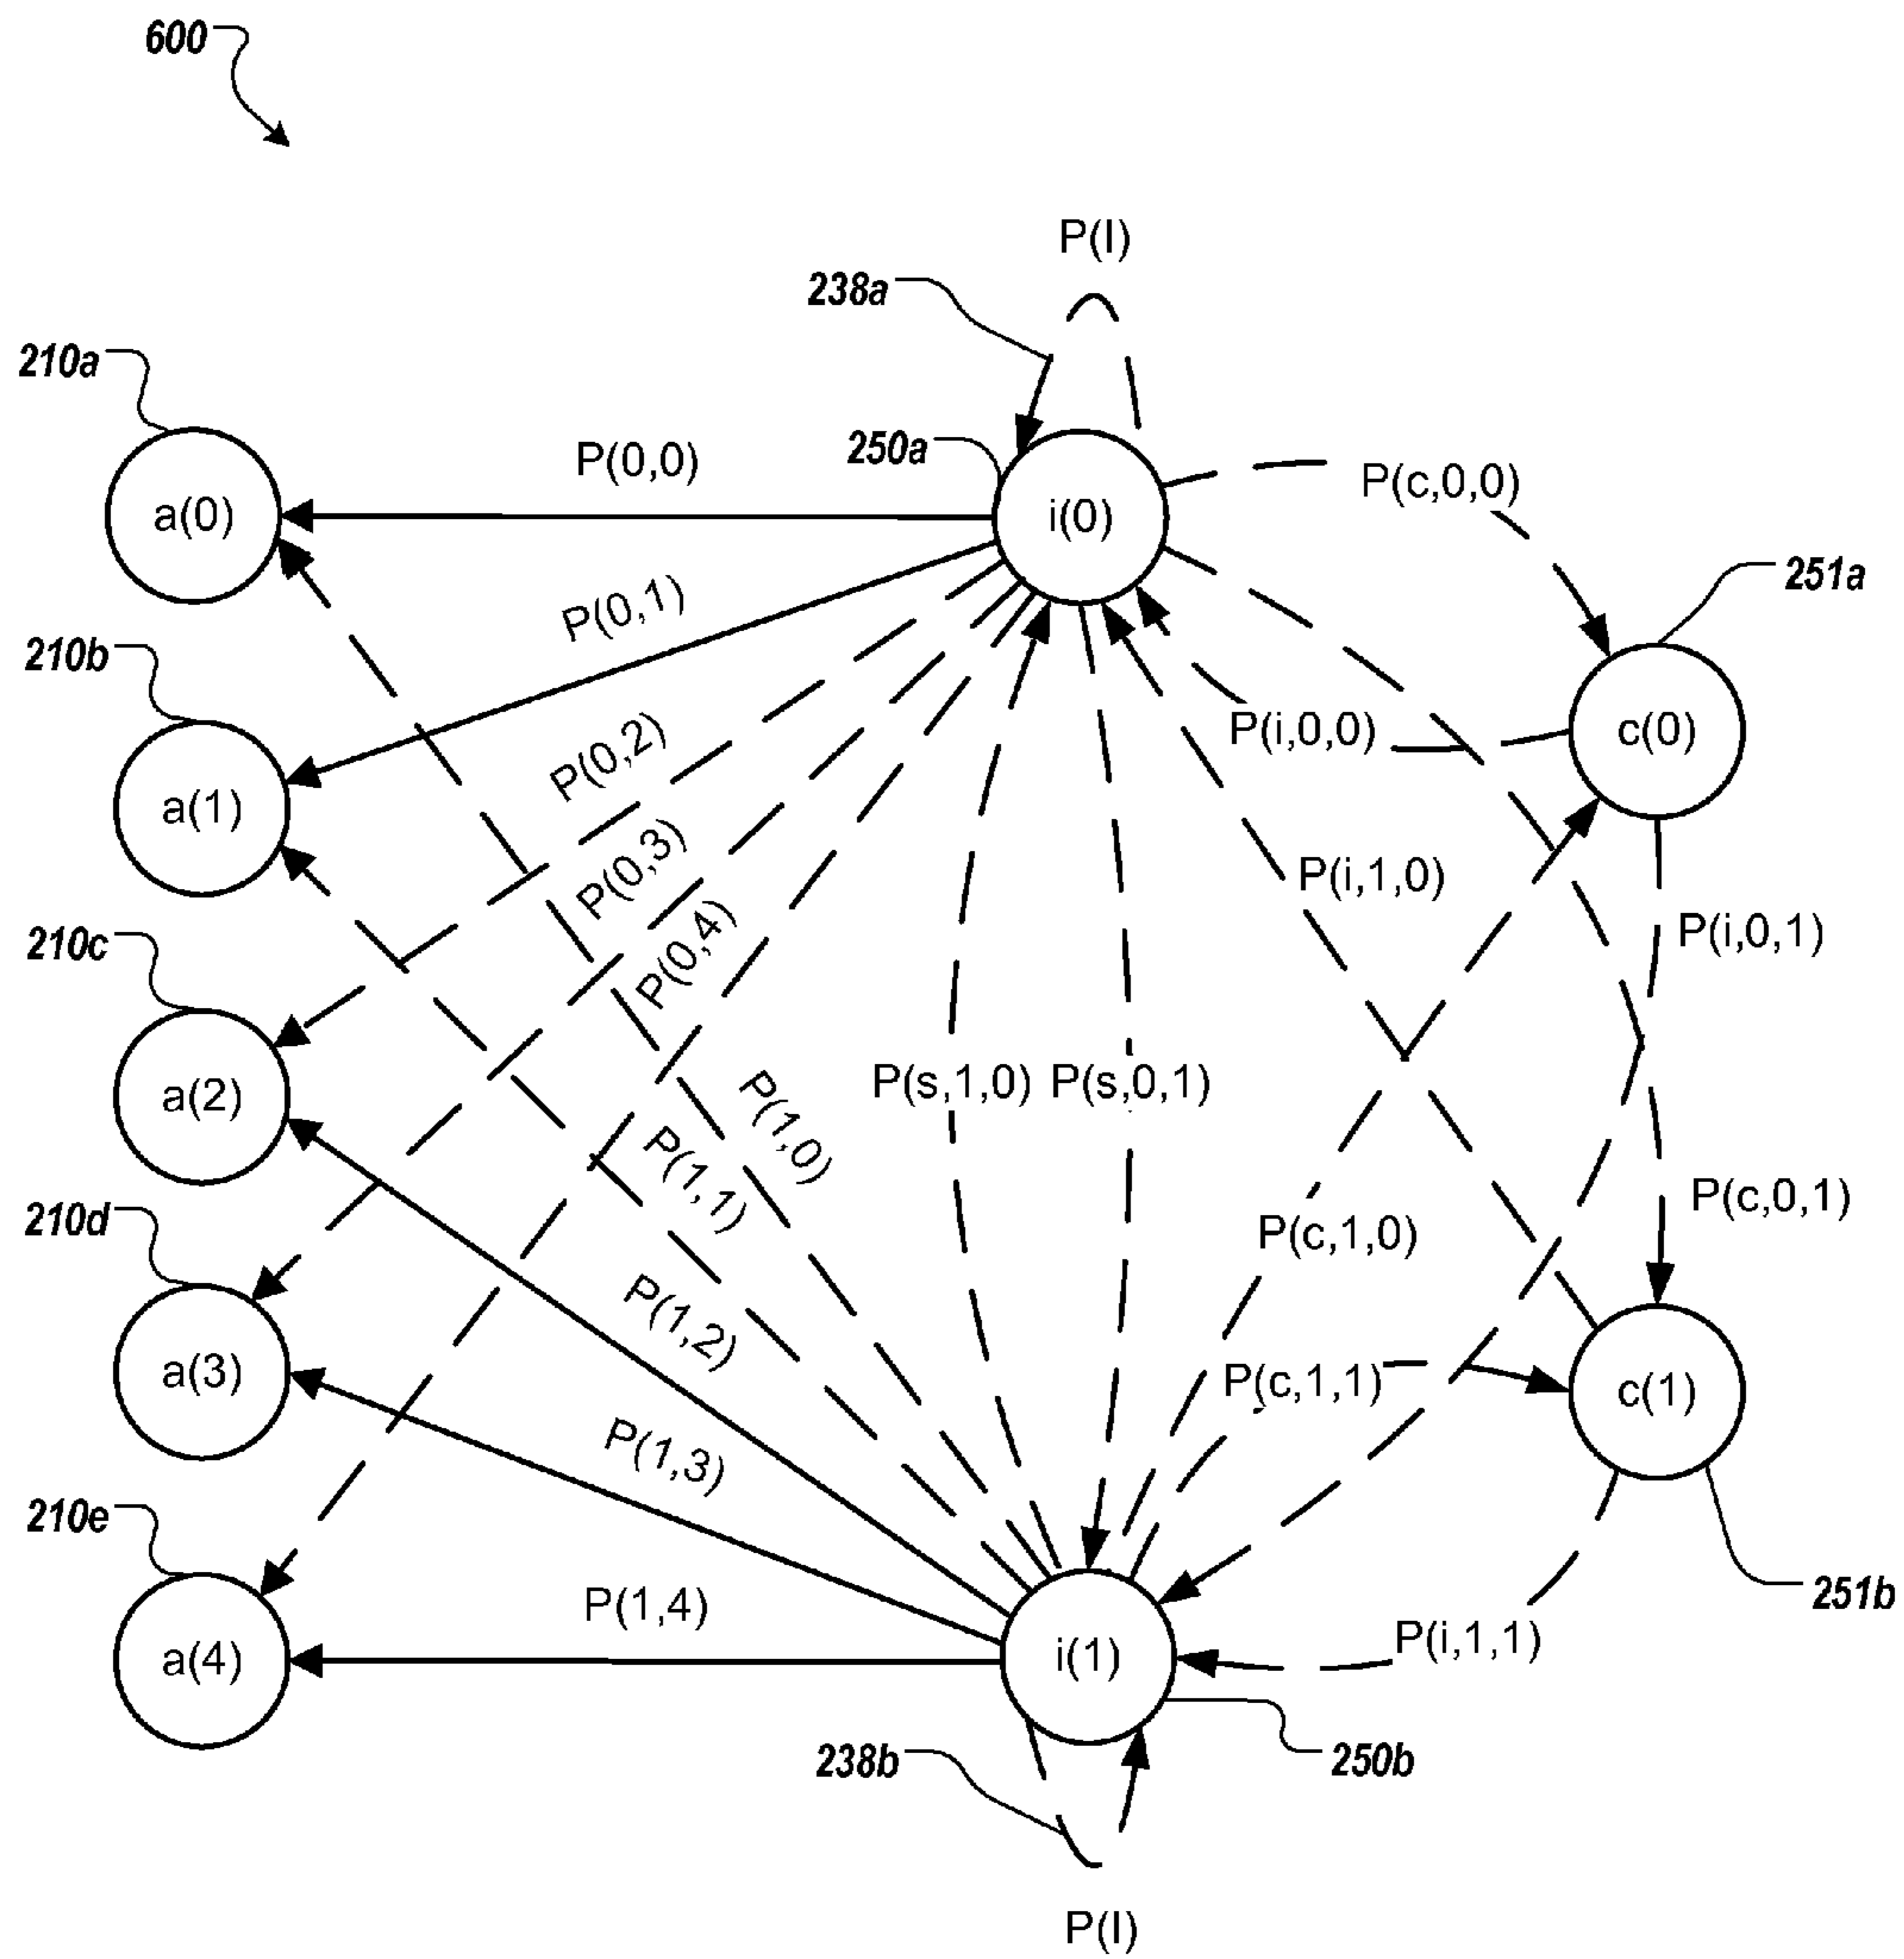 600
P(I)
238a
210a
250a
P(0,0)
P(c,0,0)
a(0)
i(0)
251a
P(0,1)
210b
P(0,2)
P(i,0,0)
c(0)
a(1)
P(0,3)
P(i,1,0)
P(0,4)
P(i,0,1)
210c
a(2)
P(s,1,0)
P(s,0,1)
P(1,0)
P(1,1)
P(c,0,1)
210d
P(c,1,0)
P(1,2)
a(3)
P(c,1,1)
c(1)
P(1,3)
210e
P(1,4)
251b
P(i,1,1)
a(4)
i(1)
238b
250b
P(I)